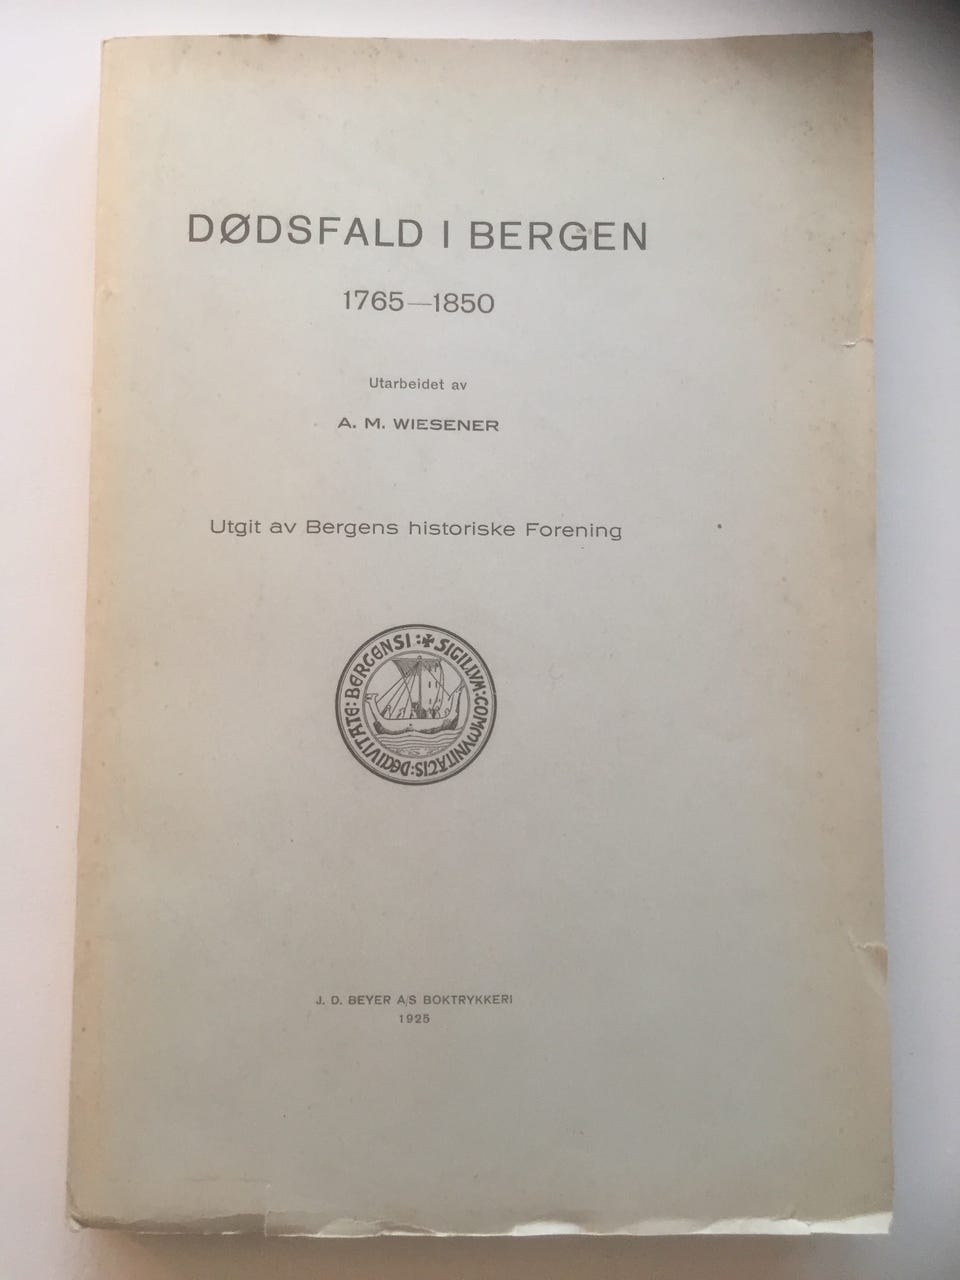 DØDSFALD I BERGEN
1765—1850
Utarbeidet av
A. M. WIESENER
Utgit av Bergens historiske Forening
✠ SIGILLVM : COMMVNITACIS : DE CIVITATE : BERGENSI :
J. D. BEYER A/S BOKTRYKKERI
1925